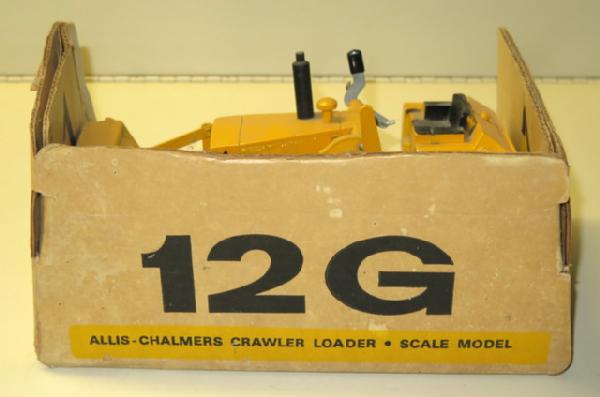 12G
ALLIS-CHALMERS CRAWLER LOADER • SCALE MODEL